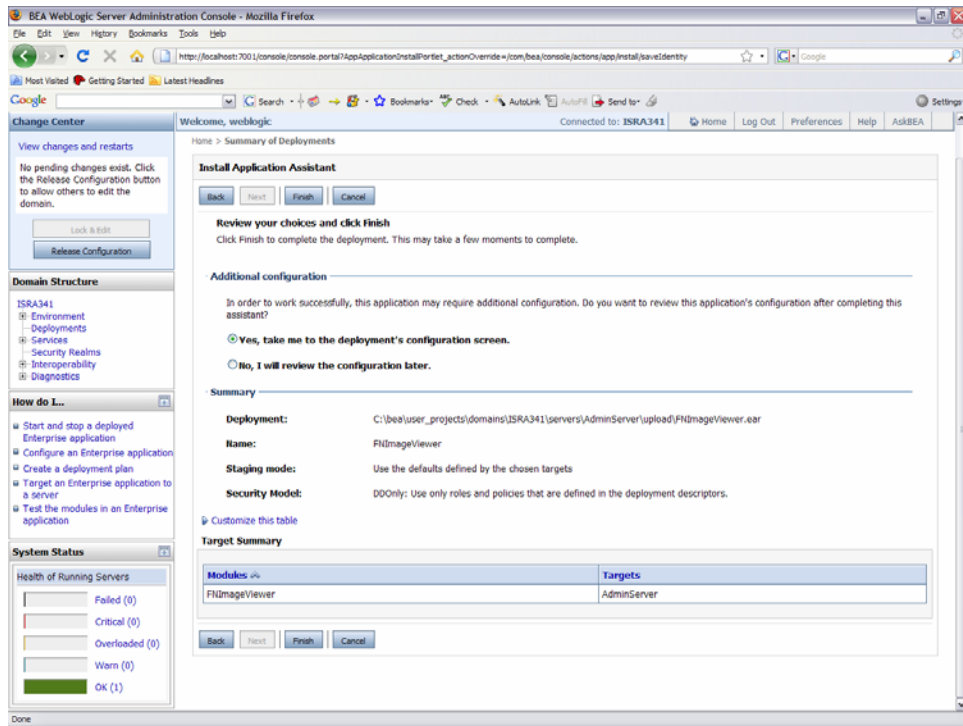 BEA WebLogic Server Administration Console - Mozilla Firefox
File Edit View History Bookmarks Tools Help
http://localhost:7001/console/console.portal?AppApplicationInstallPortlet_actionOverride=/com/bea/console/actions/app/install/saveIdentity
Google
Most Visited Getting Started Latest Headlines
Google Search Bookmarks Check AutoLink AutoFill Send to Settings
Change Center
View changes and restarts
No pending changes exist. Click
the Release Configuration button
to allow others to edit the
domain.
Lock & Edit
Release Configuration
Domain Structure
ISRA341
Environment
Deployments
Services
Security Realms
Interoperability
Diagnostics
How do I...
Start and stop a deployed
Enterprise application
Configure an Enterprise application
Create a deployment plan
Target an Enterprise application to
a server
Test the modules in an Enterprise
application
System Status
Health of Running Servers
Failed (0)
Critical (0)
Overloaded (0)
Warn (0)
OK (1)
Welcome, weblogic Connected to: ISRA341 Home Log Out Preferences Help AskBEA
Home > Summary of Deployments
Install Application Assistant
Back Next Finish Cancel
Review your choices and click Finish
Click Finish to complete the deployment. This may take a few moments to complete.
Additional configuration
In order to work successfully, this application may require additional configuration. Do you want to review this application's configuration after completing this
assistant?
Yes, take me to the deployment's configuration screen.
No, I will review the configuration later.
Summary
Deployment: C:\bea\user_projects\domains\ISRA341\servers\AdminServer\upload\FNImageViewer.ear
Name: FNImageViewer
Staging mode: Use the defaults defined by the chosen targets
Security Model: DDOnly: Use only roles and policies that are defined in the deployment descriptors.
Customize this table
Target Summary
Modules Targets
FNImageViewer AdminServer
Back Next Finish Cancel
Done